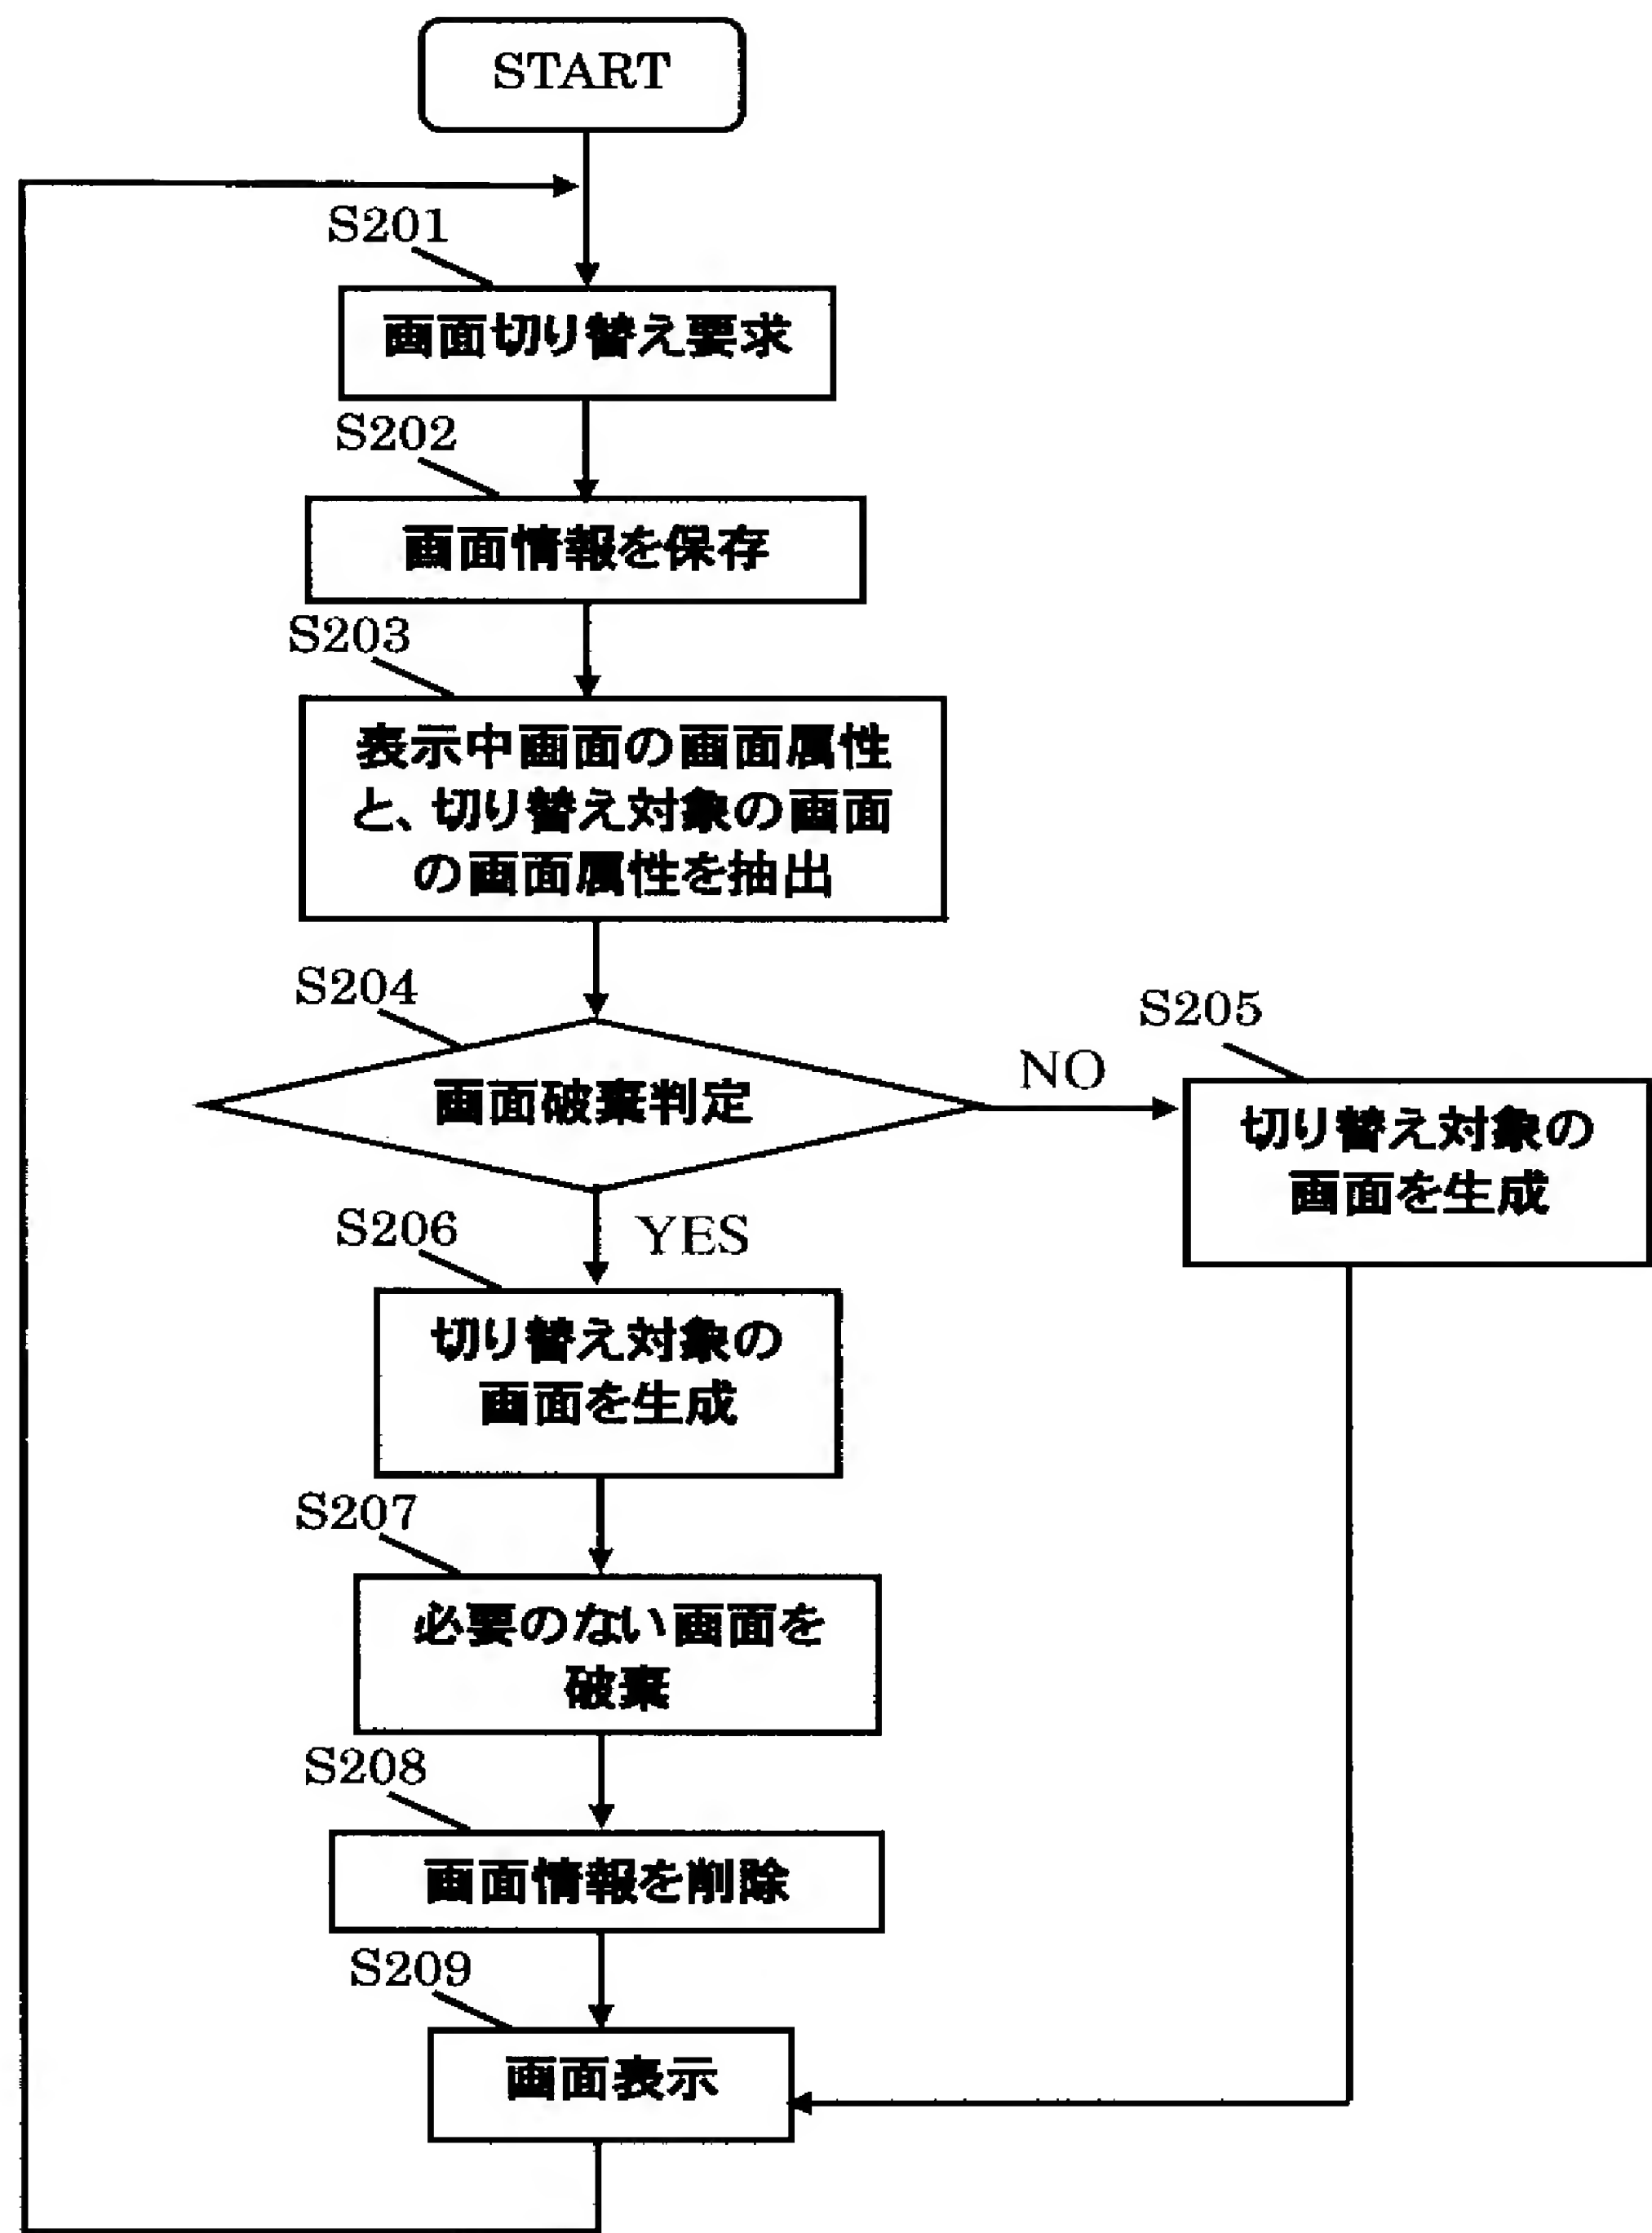 START
S201
画面切り替え要求
S202
画面情報を保存
S203
表示中画面の画面属性
と、切り替え対象の画面
の画面属性を抽出
S204
画面破棄判定
NO
S205
切り替え対象の
画面を生成
YES
S206
切り替え対象の
画面を生成
S207
必要のない画面を
破棄
S208
画面情報を削除
S209
画面表示